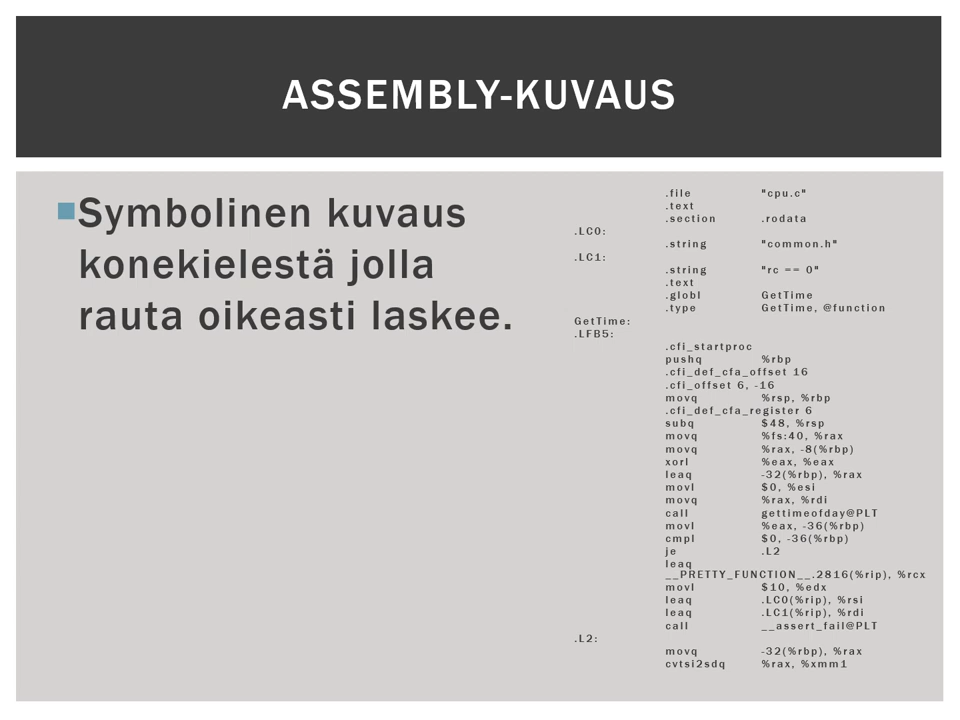 ASSEMBLY-KUVAUS
Symbolinen kuvaus
konekielestä jolla
rauta oikeasti laskee.
.file "cpu.c"
.text
.section .rodata
.LC0:
.string "common.h"
.LC1:
.string "rc == 0"
.text
.globl GetTime
.type GetTime, @function
GetTime:
.LFB5:
.cfi_startproc
pushq %rbp
.cfi_def_cfa_offset 16
.cfi_offset 6, -16
movq %rsp, %rbp
.cfi_def_cfa_register 6
subq $48, %rsp
movq %fs:40, %rax
movq %rax, -8(%rbp)
xorl %eax, %eax
leaq -32(%rbp), %rax
movl $0, %esi
movq %rax, %rdi
call gettimeofday@PLT
movl %eax, -36(%rbp)
cmpl $0, -36(%rbp)
je .L2
leaq
__PRETTY_FUNCTION__.2816(%rip), %rcx
movl $10, %edx
leaq .LC0(%rip), %rsi
leaq .LC1(%rip), %rdi
call __assert_fail@PLT
.L2:
movq -32(%rbp), %rax
cvtsi2sdq %rax, %xmm1